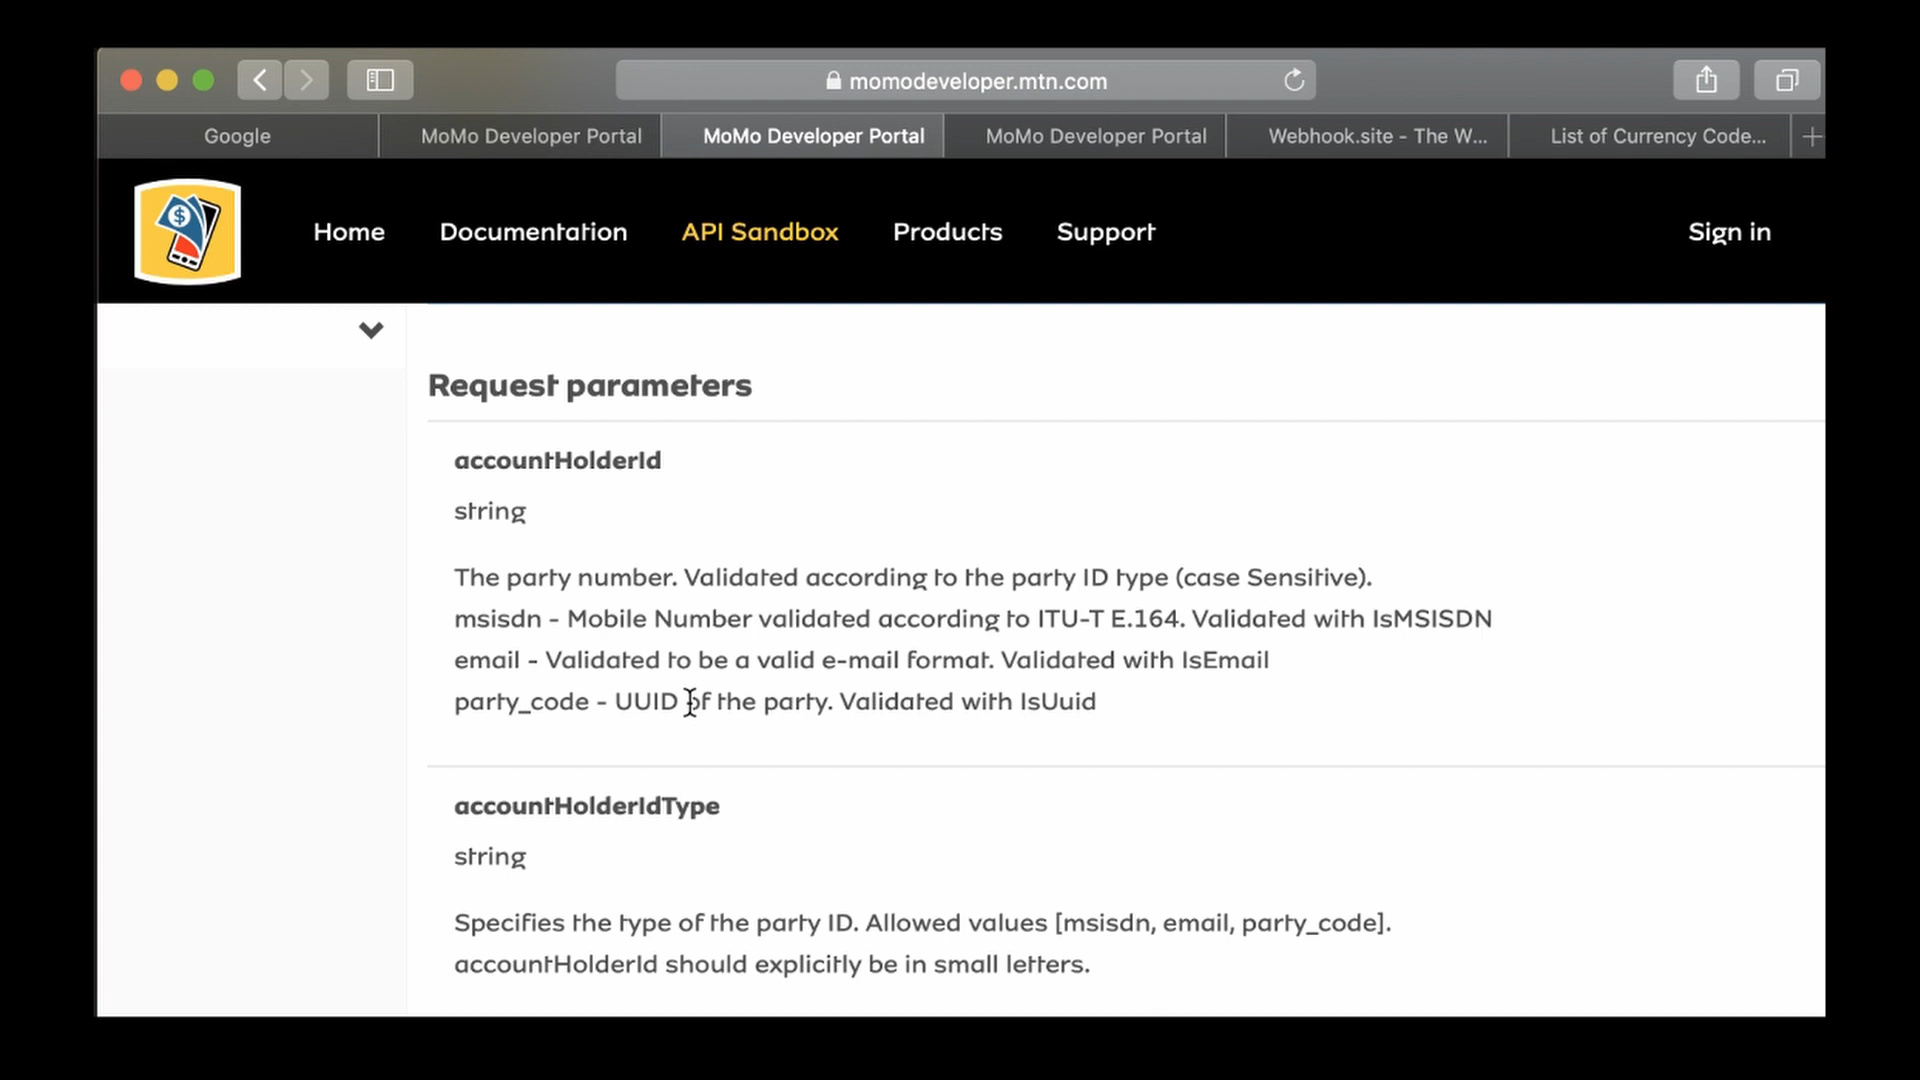 momodeveloper.mtn.com
Google
MoMo Developer Portal
MoMo Developer Portal
MoMo Developer Portal
Webhook.site - The W...
List of Currency Code...
$
Home
Documentation
API Sandbox
Products
Support
Sign in
Request parameters
accountHolderId
string
The party number. Validated according to the party ID type (case Sensitive).
msisdn - Mobile Number validated according to ITU-T E.164. Validated with IsMSISDN
email - Validated to be a valid e-mail format. Validated with IsEmail
party_code - UUID of the party. Validated with IsUuid
accountHolderIdType
string
Specifies the type of the party ID. Allowed values [msisdn, email, party_code].
accountHolderId should explicitly be in small letters.